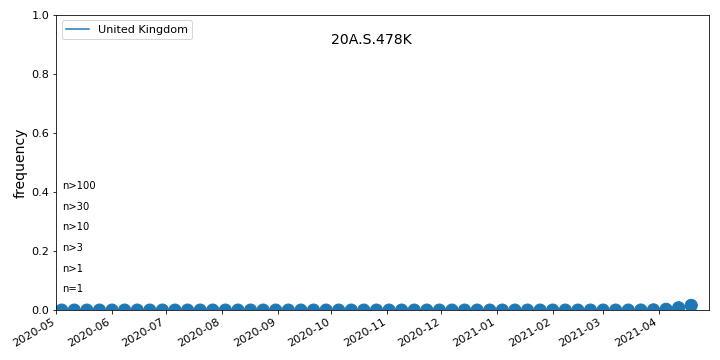 1.0
United Kingdom
20A.S.478K
0.8
0.6
frequency
0.4
n>100
n>30
n>10
0.2
n>3
n>1
n=1
0.0
2020-05
2020-06
2020-07
2020-08
2020-09
2020-10
2020-11
2020-12
2021-01
2021-02
2021-03
2021-04